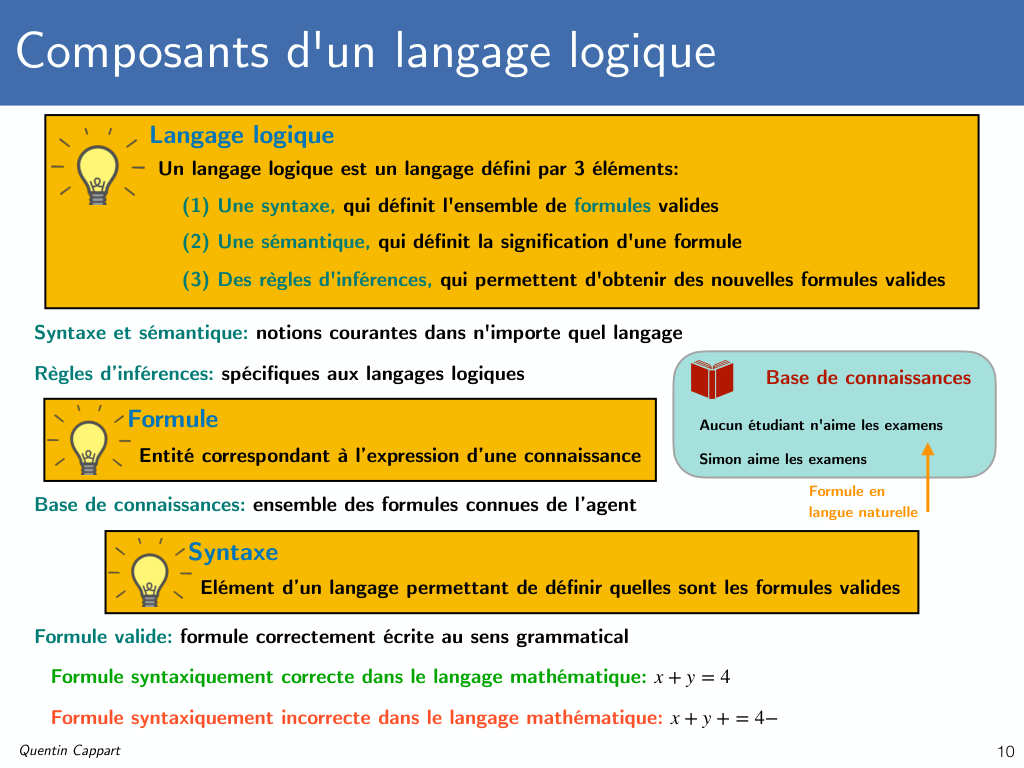 Composants d'un langage logique
Langage logique
Un langage logique est un langage défini par 3 éléments:
(1) Une syntaxe, qui définit l'ensemble de formules valides
(2) Une sémantique, qui définit la signification d'une formule
(3) Des règles d'inférences, qui permettent d'obtenir des nouvelles formules valides
Syntaxe et sémantique: notions courantes dans n'importe quel langage
Règles d’inférences: spécifiques aux langages logiques
Base de connaissances
Aucun étudiant n'aime les examens
Simon aime les examens
Formule en
langue naturelle
Formule
Entité correspondant à l’expression d’une connaissance
Base de connaissances: ensemble des formules connues de l’agent
Syntaxe
Elément d’un langage permettant de définir quelles sont les formules valides
Formule valide: formule correctement écrite au sens grammatical
Formule syntaxiquement correcte dans le langage mathématique: x + y = 4
Formule syntaxiquement incorrecte dans le langage mathématique: x + y + = 4−
Quentin Cappart
10